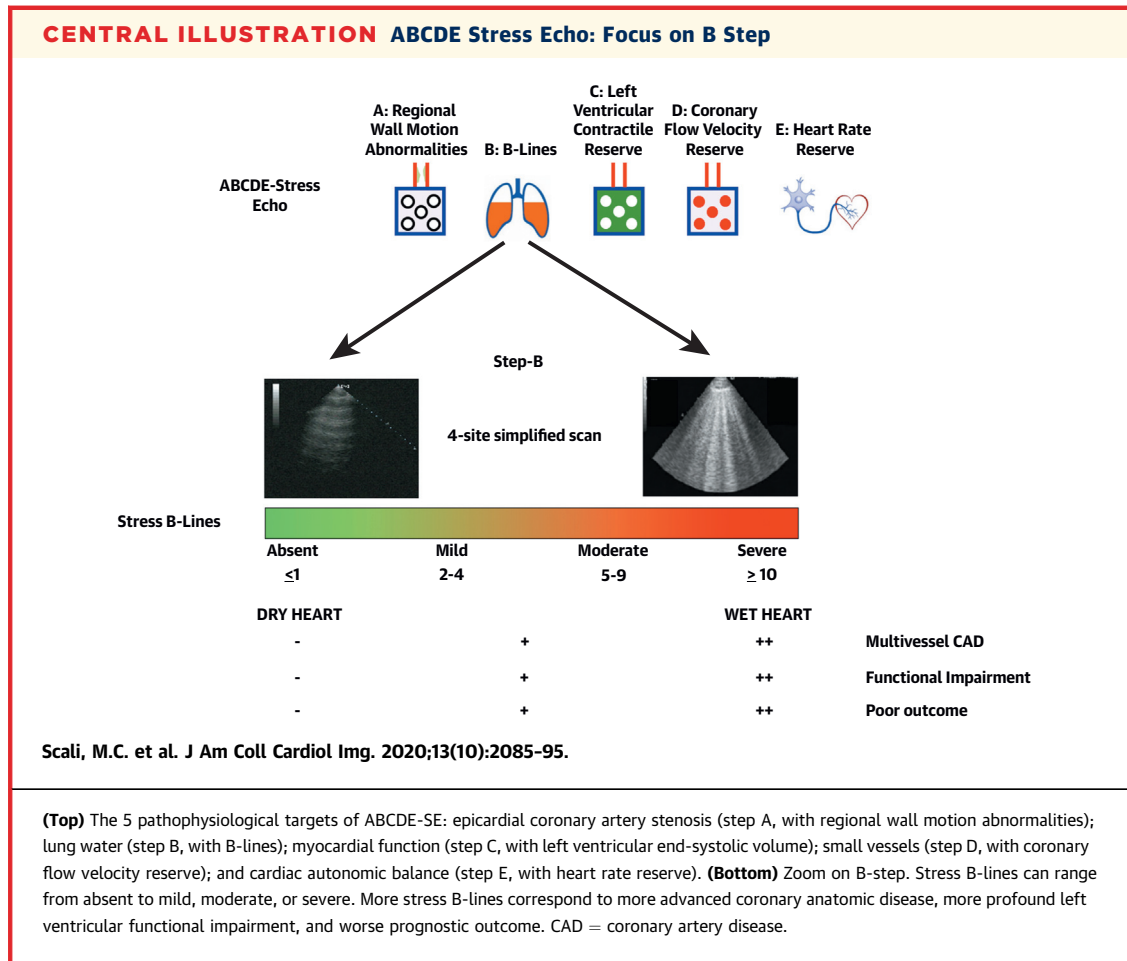 CENTRAL ILLUSTRATION ABCDE Stress Echo: Focus on B Step
A: Regional
Wall Motion
Abnormalities
B: B-Lines
C: Left
Ventricular
Contractile
Reserve
D: Coronary
Flow Velocity
Reserve
E: Heart Rate
Reserve
ABCDE-Stress
Echo
Step-B
4-site simplified scan
Stress B-Lines
Absent Mild Moderate Severe
≤1 2-4 5-9 ≥ 10
DRY HEART WET HEART
- + ++ Multivessel CAD
- + ++ Functional Impairment
- + ++ Poor outcome
Scali, M.C. et al. J Am Coll Cardiol Img. 2020;13(10):2085–95.
(Top) The 5 pathophysiological targets of ABCDE-SE: epicardial coronary artery stenosis (step A, with regional wall motion abnormalities);
lung water (step B, with B-lines); myocardial function (step C, with left ventricular end-systolic volume); small vessels (step D, with coronary
flow velocity reserve); and cardiac autonomic balance (step E, with heart rate reserve). (Bottom) Zoom on B-step. Stress B-lines can range
from absent to mild, moderate, or severe. More stress B-lines correspond to more advanced coronary anatomic disease, more profound left
ventricular functional impairment, and worse prognostic outcome. CAD = coronary artery disease.